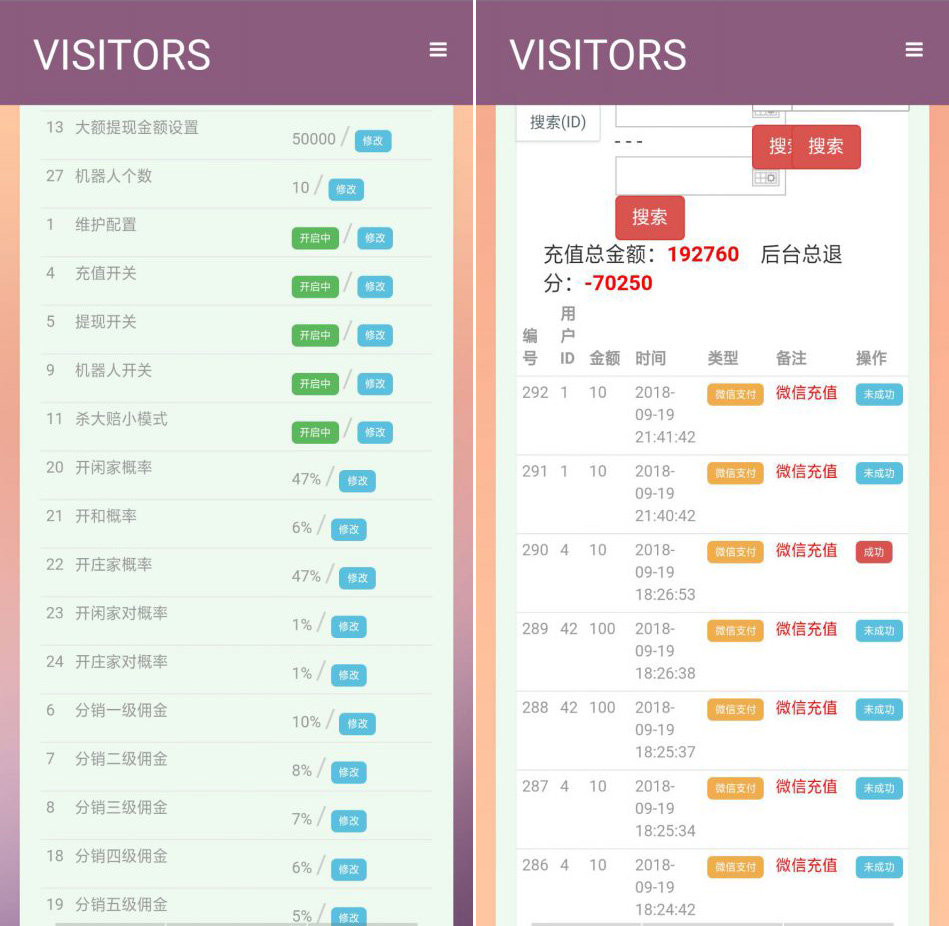 VISITORS
13 大额提现金额设置 50000 / 修改
27 机器人个数 10 / 修改
1 维护配置 开启中 / 修改
4 充值开关 开启中 / 修改
5 提现开关 开启中 / 修改
9 机器人开关 开启中 / 修改
11 杀大赔小模式 开启中 / 修改
20 开闲家概率 47% / 修改
21 开和概率 6% / 修改
22 开庄家概率 47% / 修改
23 开闲家对概率 1% / 修改
24 开庄家对概率 1% / 修改
6 分销一级佣金 10% / 修改
7 分销二级佣金 8% / 修改
8 分销三级佣金 7% / 修改
18 分销四级佣金 6% / 修改
19 分销五级佣金 5% / 修改
VISITORS
搜索(ID)
---
搜索
搜索
充值总金额：192760 后台总退
分：-70250
用
编 户
号 ID 金额 时间 类型 备注 操作
292 1 10 2018- 微信支付 微信充值 未成功
09-19
21:41:42
291 1 10 2018- 微信支付 微信充值 未成功
09-19
21:40:42
290 4 10 2018- 微信支付 微信充值 成功
09-19
18:26:53
289 42 100 2018- 微信支付 微信充值 未成功
09-19
18:26:38
288 42 100 2018- 微信支付 微信充值 未成功
09-19
18:25:37
287 4 10 2018- 微信支付 微信充值 未成功
09-19
18:25:34
286 4 10 2018- 微信支付 微信充值 未成功
09-19
18:24:42